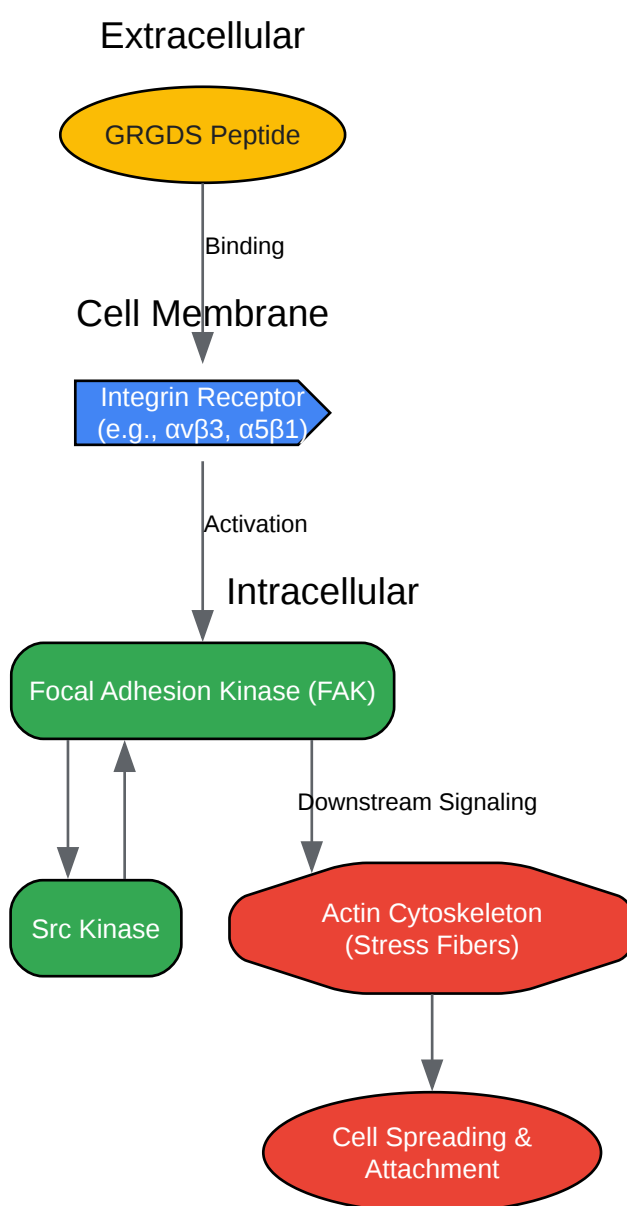 Extracellular
GRGDS Peptide
Binding
Cell Membrane
Integrin Receptor
(e.g., αvβ3, α5β1)
Activation
Intracellular
Focal Adhesion Kinase (FAK)
Downstream Signaling
Src Kinase
Actin Cytoskeleton
(Stress Fibers)
Cell Spreading &
Attachment